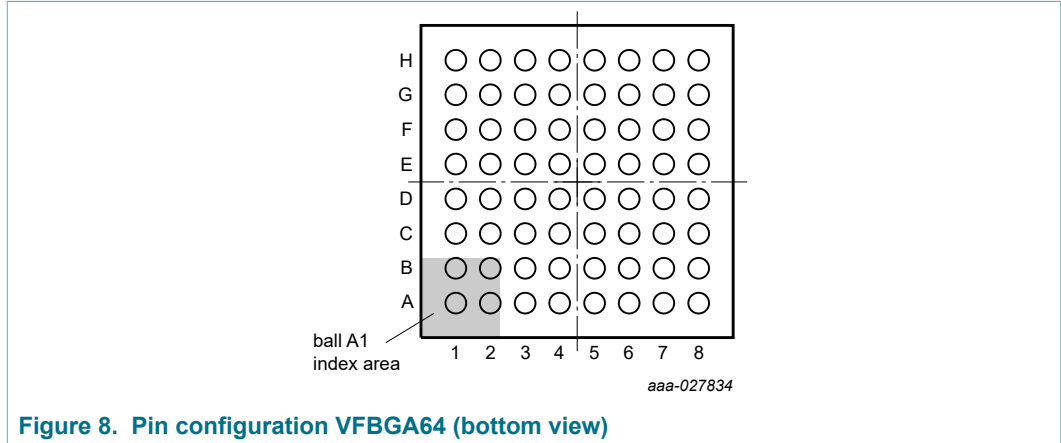 H
G
F
E
D
C
B
A
ball A1
index area
1 2 3 4 5 6 7 8
aaa-027834
Figure 8. Pin configuration VFBGA64 (bottom view)